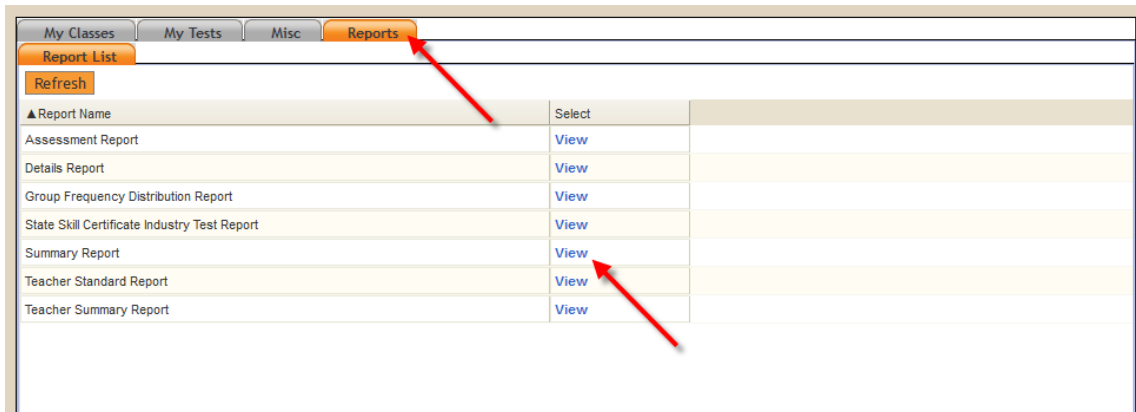 My Classes My Tests Misc Reports
Report List
Refresh
▲Report Name Select
Assessment Report View
Details Report View
Group Frequency Distribution Report View
State Skill Certificate Industry Test Report View
Summary Report View
Teacher Standard Report View
Teacher Summary Report View